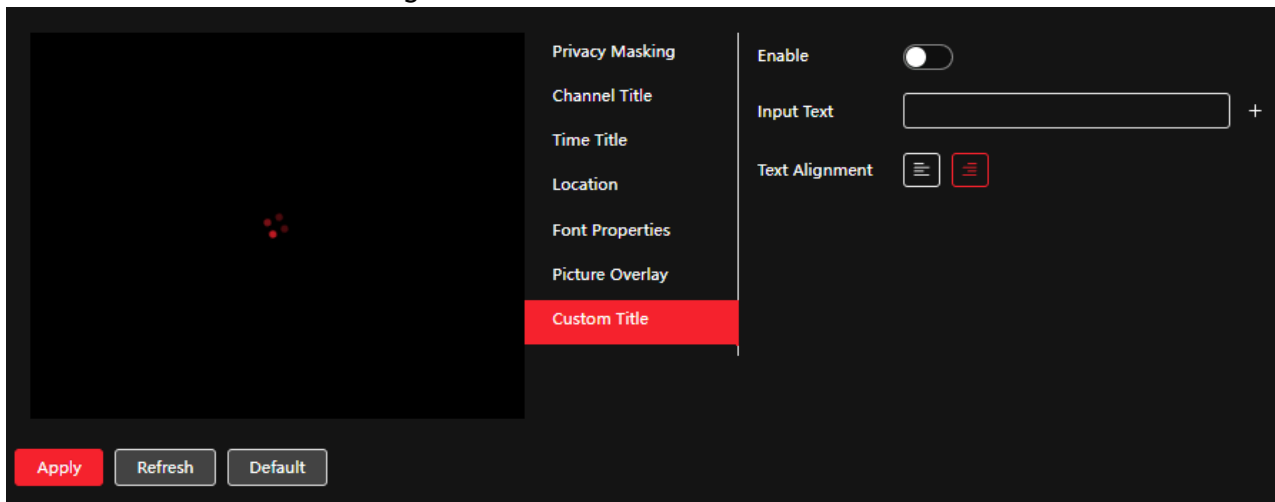 Privacy Masking
Channel Title
Time Title
Location
Font Properties
Picture Overlay
Custom Title
Enable
Input Text
+
Text Alignment
Apply
Refresh
Default